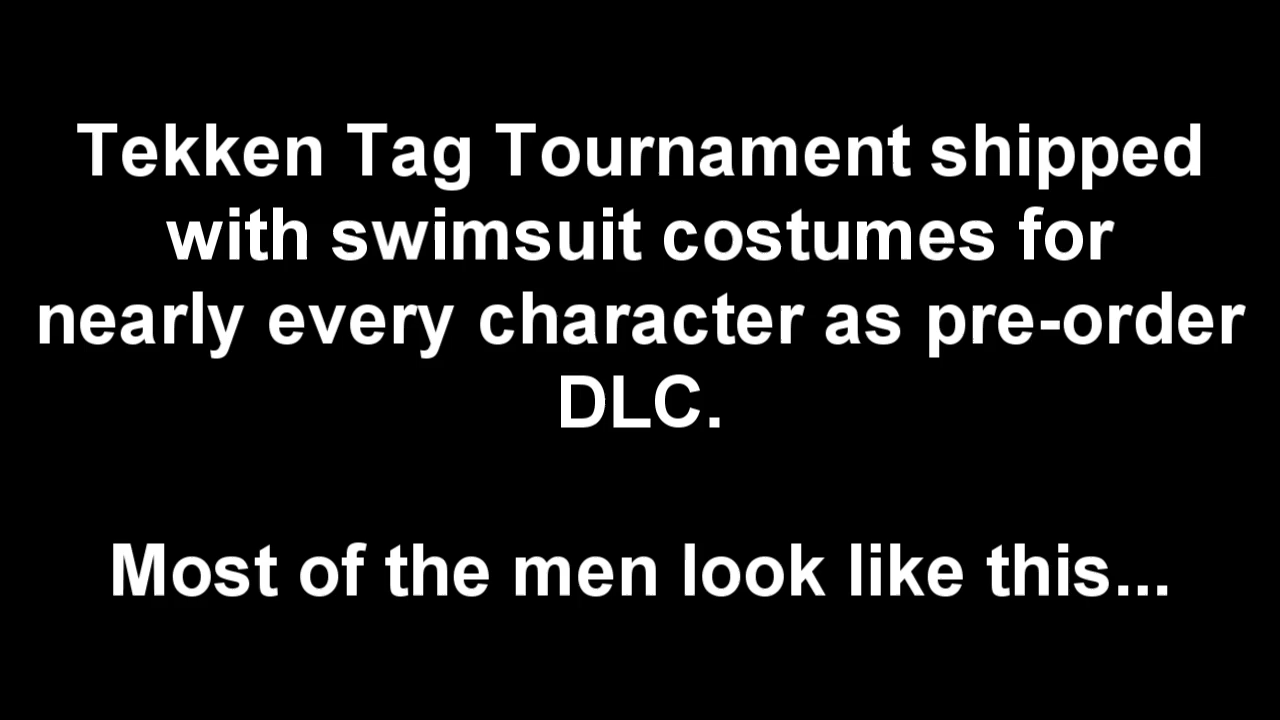 Tekken Tag Tournament shipped
with swimsuit costumes for
nearly every character as pre-order
DLC.
Most of the men look like this...